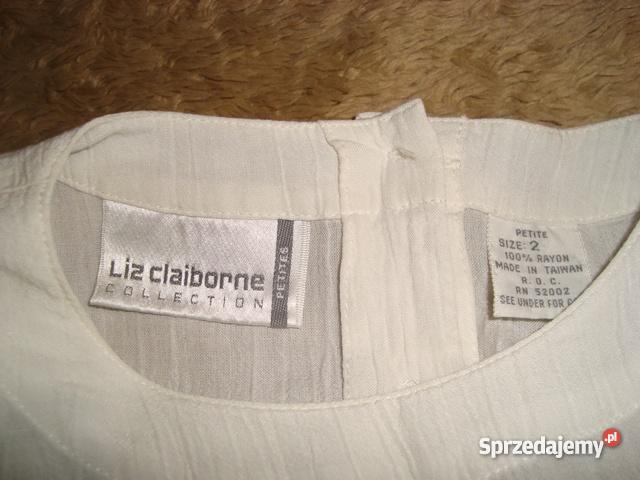 Liz claiborne
COLLECTION
PETITES
PETITE
SIZE: 2
100% RAYON
MADE IN TAIWAN
R. O. C.
RN 52002
SEE UNDER FOR
Sprzedajemy.pl